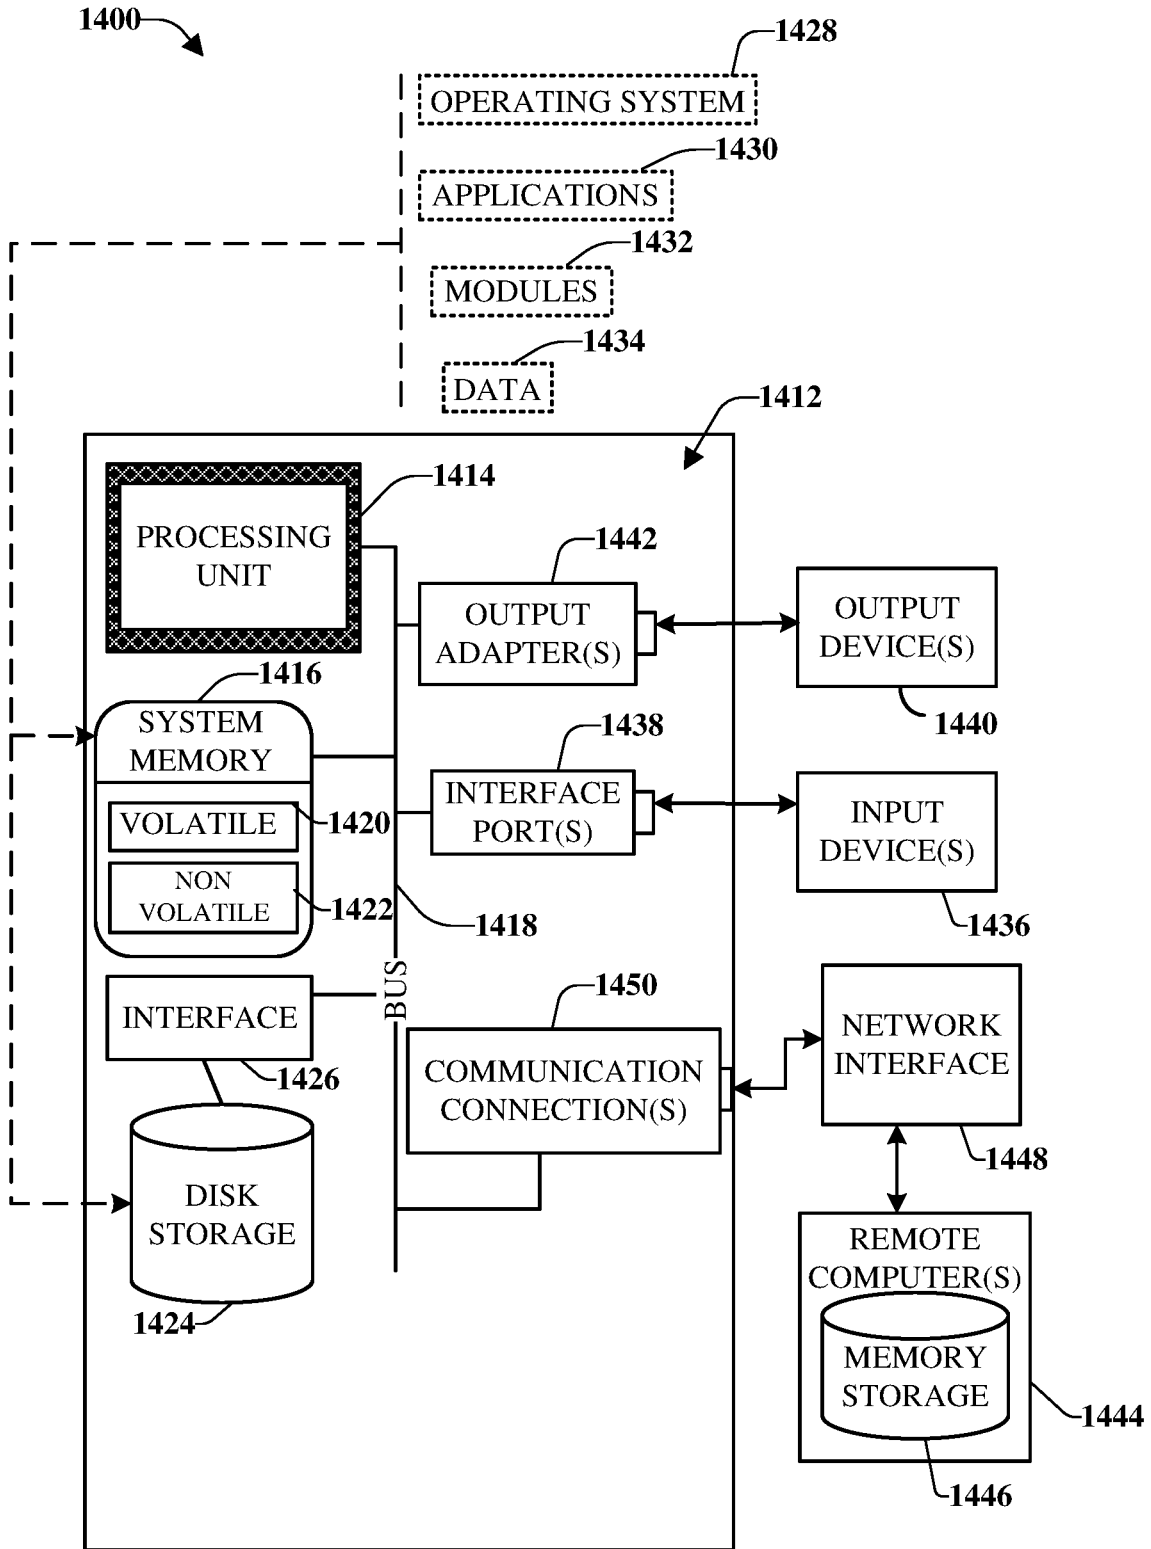 1400
1428
OPERATING SYSTEM
1430
APPLICATIONS
1432
MODULES
1434
DATA
1412
1414
PROCESSING
UNIT
1442
OUTPUT
ADAPTER(S)
OUTPUT
DEVICE(S)
1440
1416
SYSTEM
MEMORY
VOLATILE
1420
NON
VOLATILE
1422
1438
INTERFACE
PORT(S)
INPUT
DEVICE(S)
1436
1418
BUS
INTERFACE
1426
1450
COMMUNICATION
CONNECTION(S)
NETWORK
INTERFACE
1448
DISK
STORAGE
1424
REMOTE
COMPUTER(S)
MEMORY
STORAGE
1444
1446